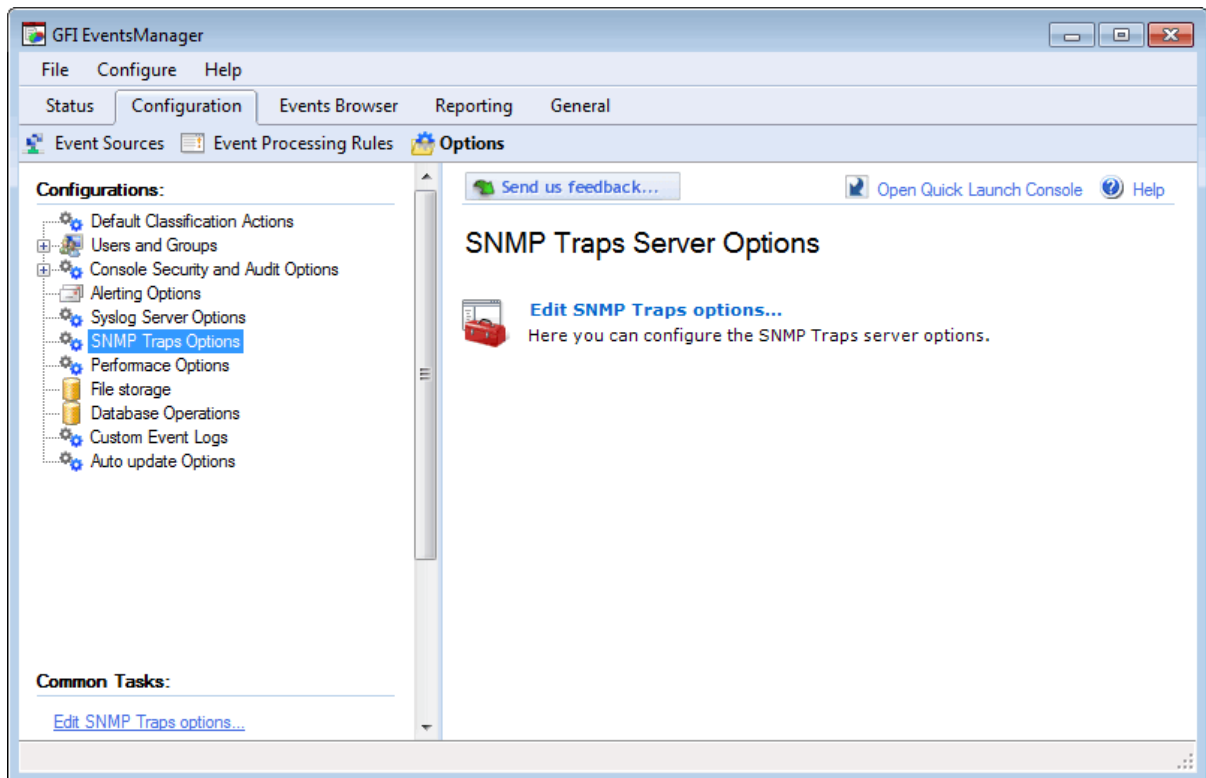 GFI EventsManager
File Configure Help
Status Configuration Events Browser Reporting General
Event Sources Event Processing Rules Options
Configurations:
Default Classification Actions
Users and Groups
Console Security and Audit Options
Alerting Options
Syslog Server Options
SNMP Traps Options
Performace Options
File storage
Database Operations
Custom Event Logs
Auto update Options
Common Tasks:
Edit SNMP Traps options...
Send us feedback...
Open Quick Launch Console Help
SNMP Traps Server Options
Edit SNMP Traps options...
Here you can configure the SNMP Traps server options.